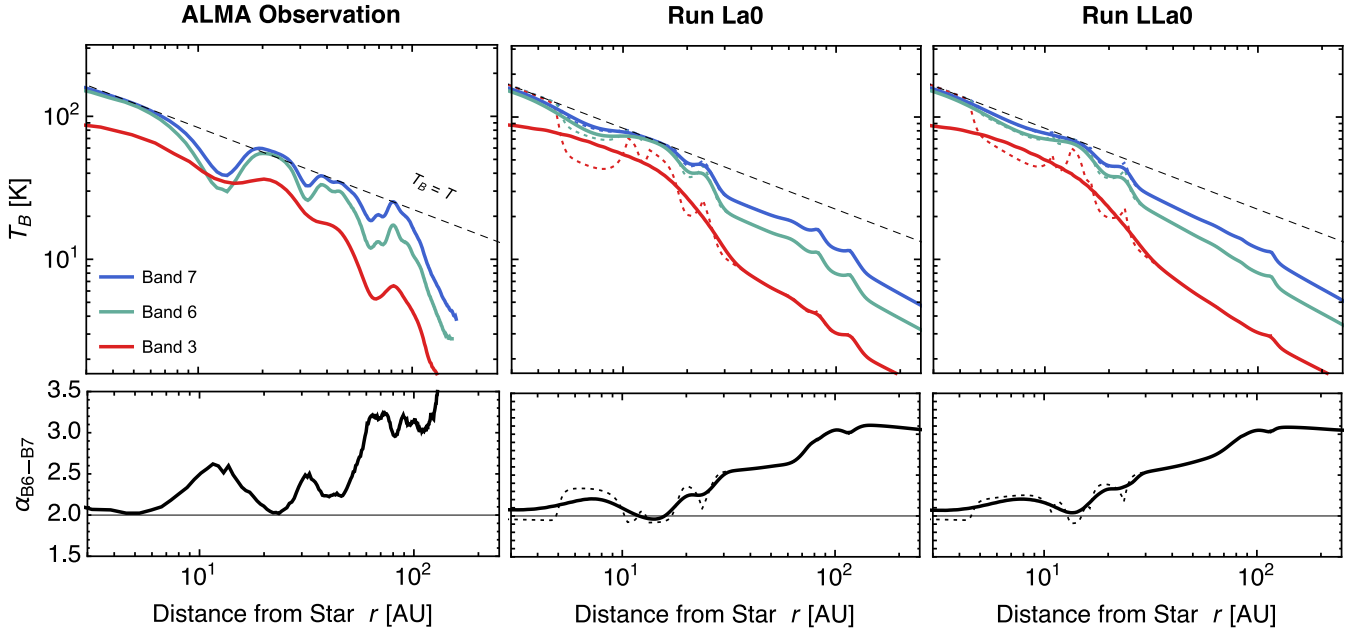 ALMA Observation Run La0 Run LLa0
10²
10¹
T_B [K]
T_B = T
Band 7
Band 6
Band 3
3.5
3.0
2.5
2.0
1.5
α_B6−B7
10¹ 10² 10¹ 10² 10¹ 10²
Distance from Star r [AU] Distance from Star r [AU] Distance from Star r [AU]